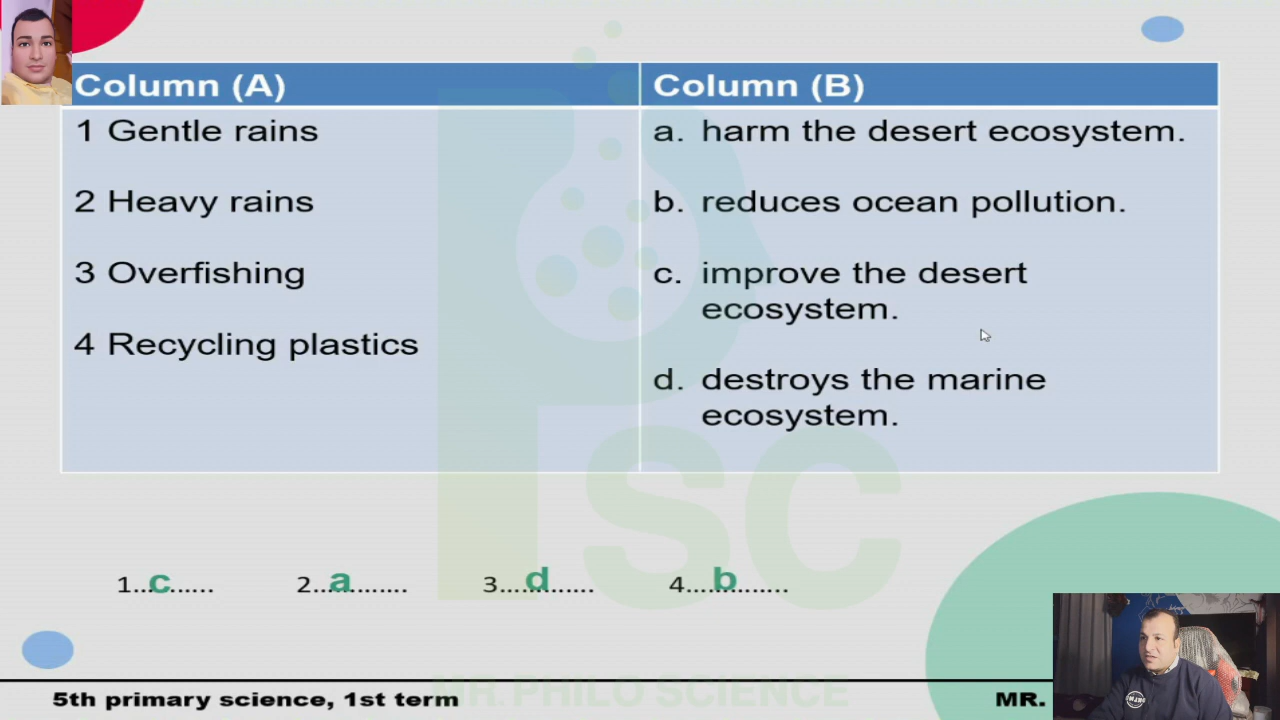 Column (A)
Column (B)
1 Gentle rains
a. harm the desert ecosystem.
2 Heavy rains
b. reduces ocean pollution.
3 Overfishing
c. improve the desert
ecosystem.
4 Recycling plastics
d. destroys the marine
ecosystem.
SC
1...c....... 2...a.......... 3.....d......... 4.....b..........
MR. PHILO SCIENCE
5th primary science, 1st term
MR.